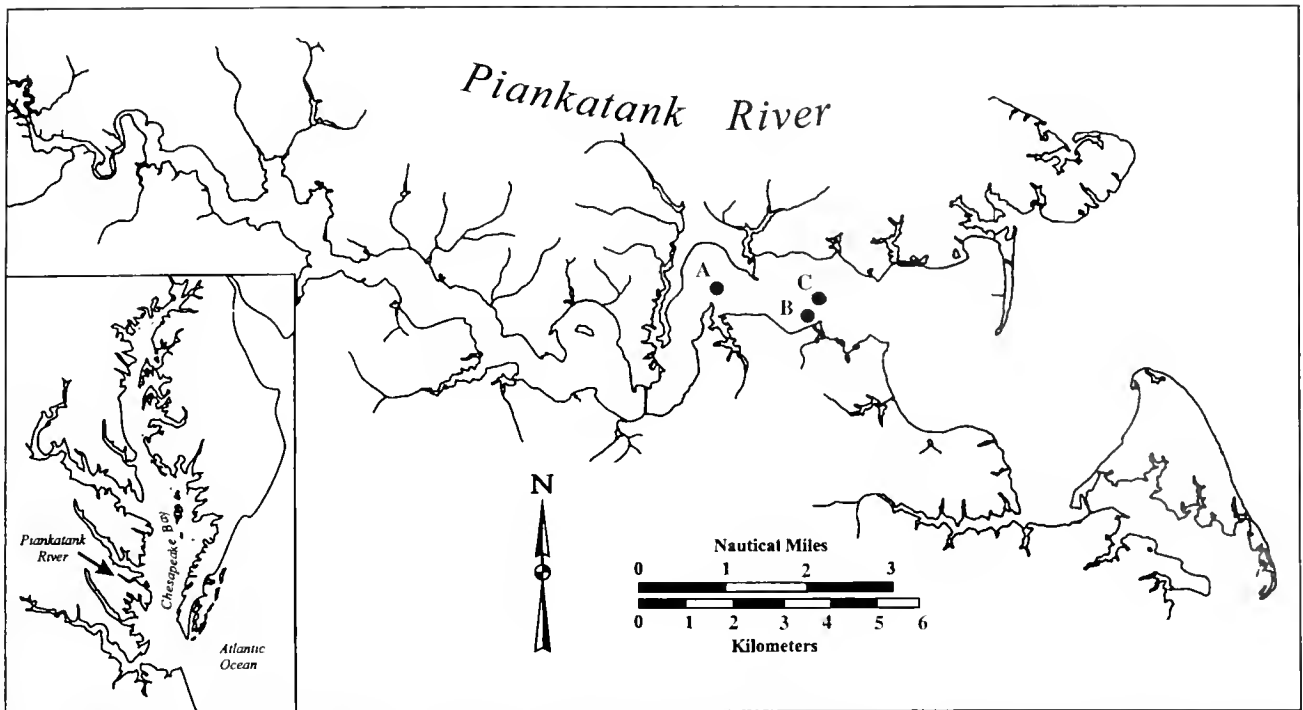 Piankatank River
A
C
B
N
Nautical Miles
0 1 2 3
0 1 2 3 4 5 6
Kilometers
Piankatank
River
Chesapeake Bay
Atlantic
Ocean